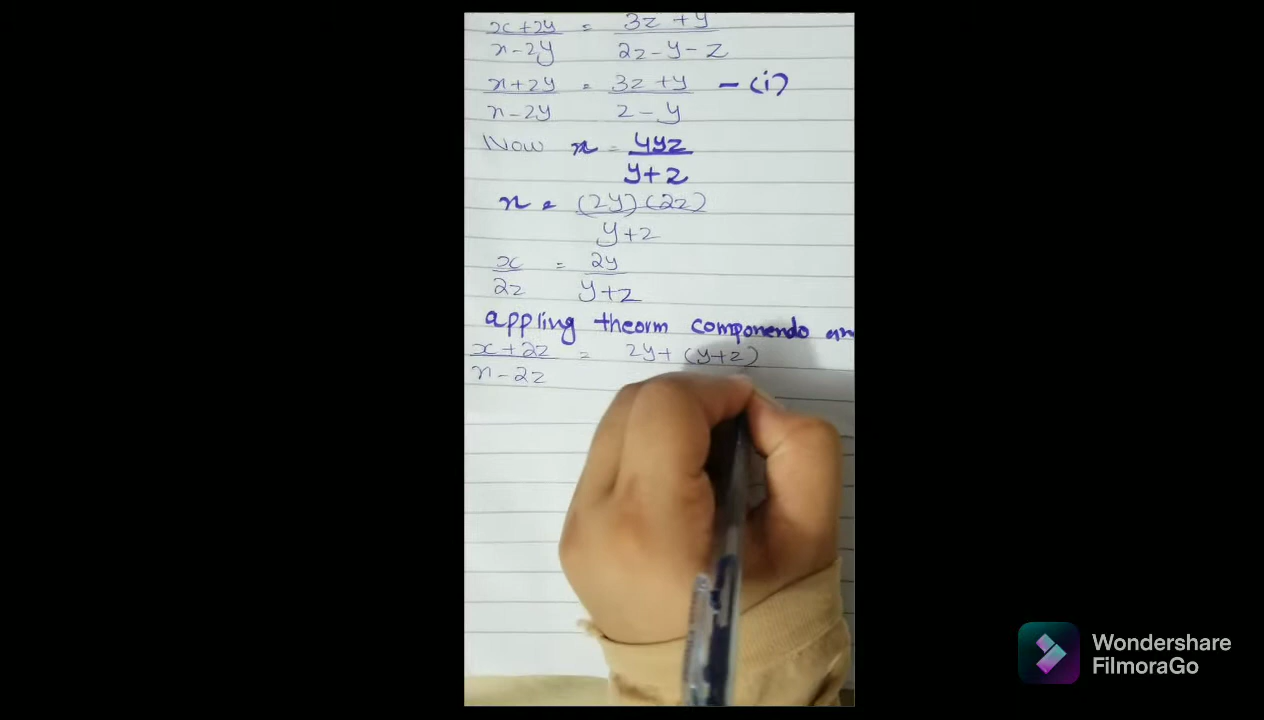 x+2y = 3z+y
x-2y 2z-y-z
x+2y = 3z+y - (i)
x-2y z-y
Now x = 4yz
y+z
x = (2y)(2z)
y+z
x = 2y
2z y+z
appling theorm componendo an
x+2z = 2y+(y+z)
x-2z
Wondershare
FilmoraGo